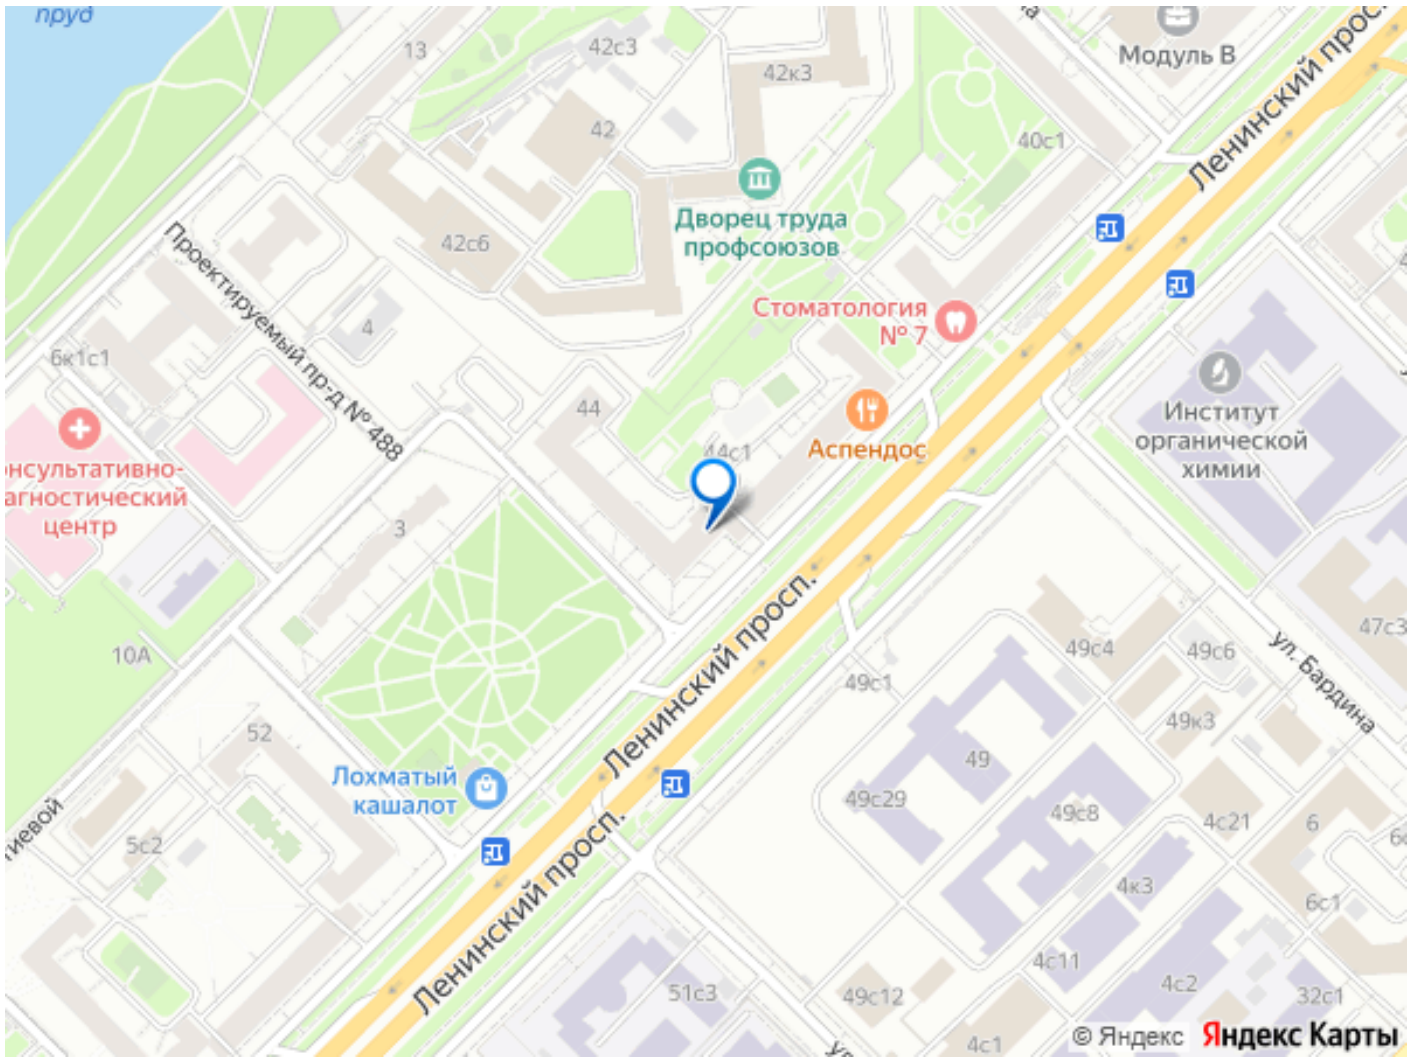 пруд
13
42с3
42к3
Модуль В
Ленинский просп.
42
40с1
Дворец труда
профсоюзов
42с6
Проектируемый пр-д № 488
Стоматология
№ 7
4
6к1с1
44
Институт
органической
химии
44с1
Аспендос
нсультативно-
агностический
центр
3
47с3
10А
Ленинский просп.
49с4
49с6
ул. Бардина
49с1
49к3
52
49
Лохматый
кашалот
49с29
49с8
4с21
6
тиевой
5с2
Ленинский просп.
4к3
6с1
4с11
51с3
49с12
4с2
32с1
4с1
© Яндекс Яндекс Карты